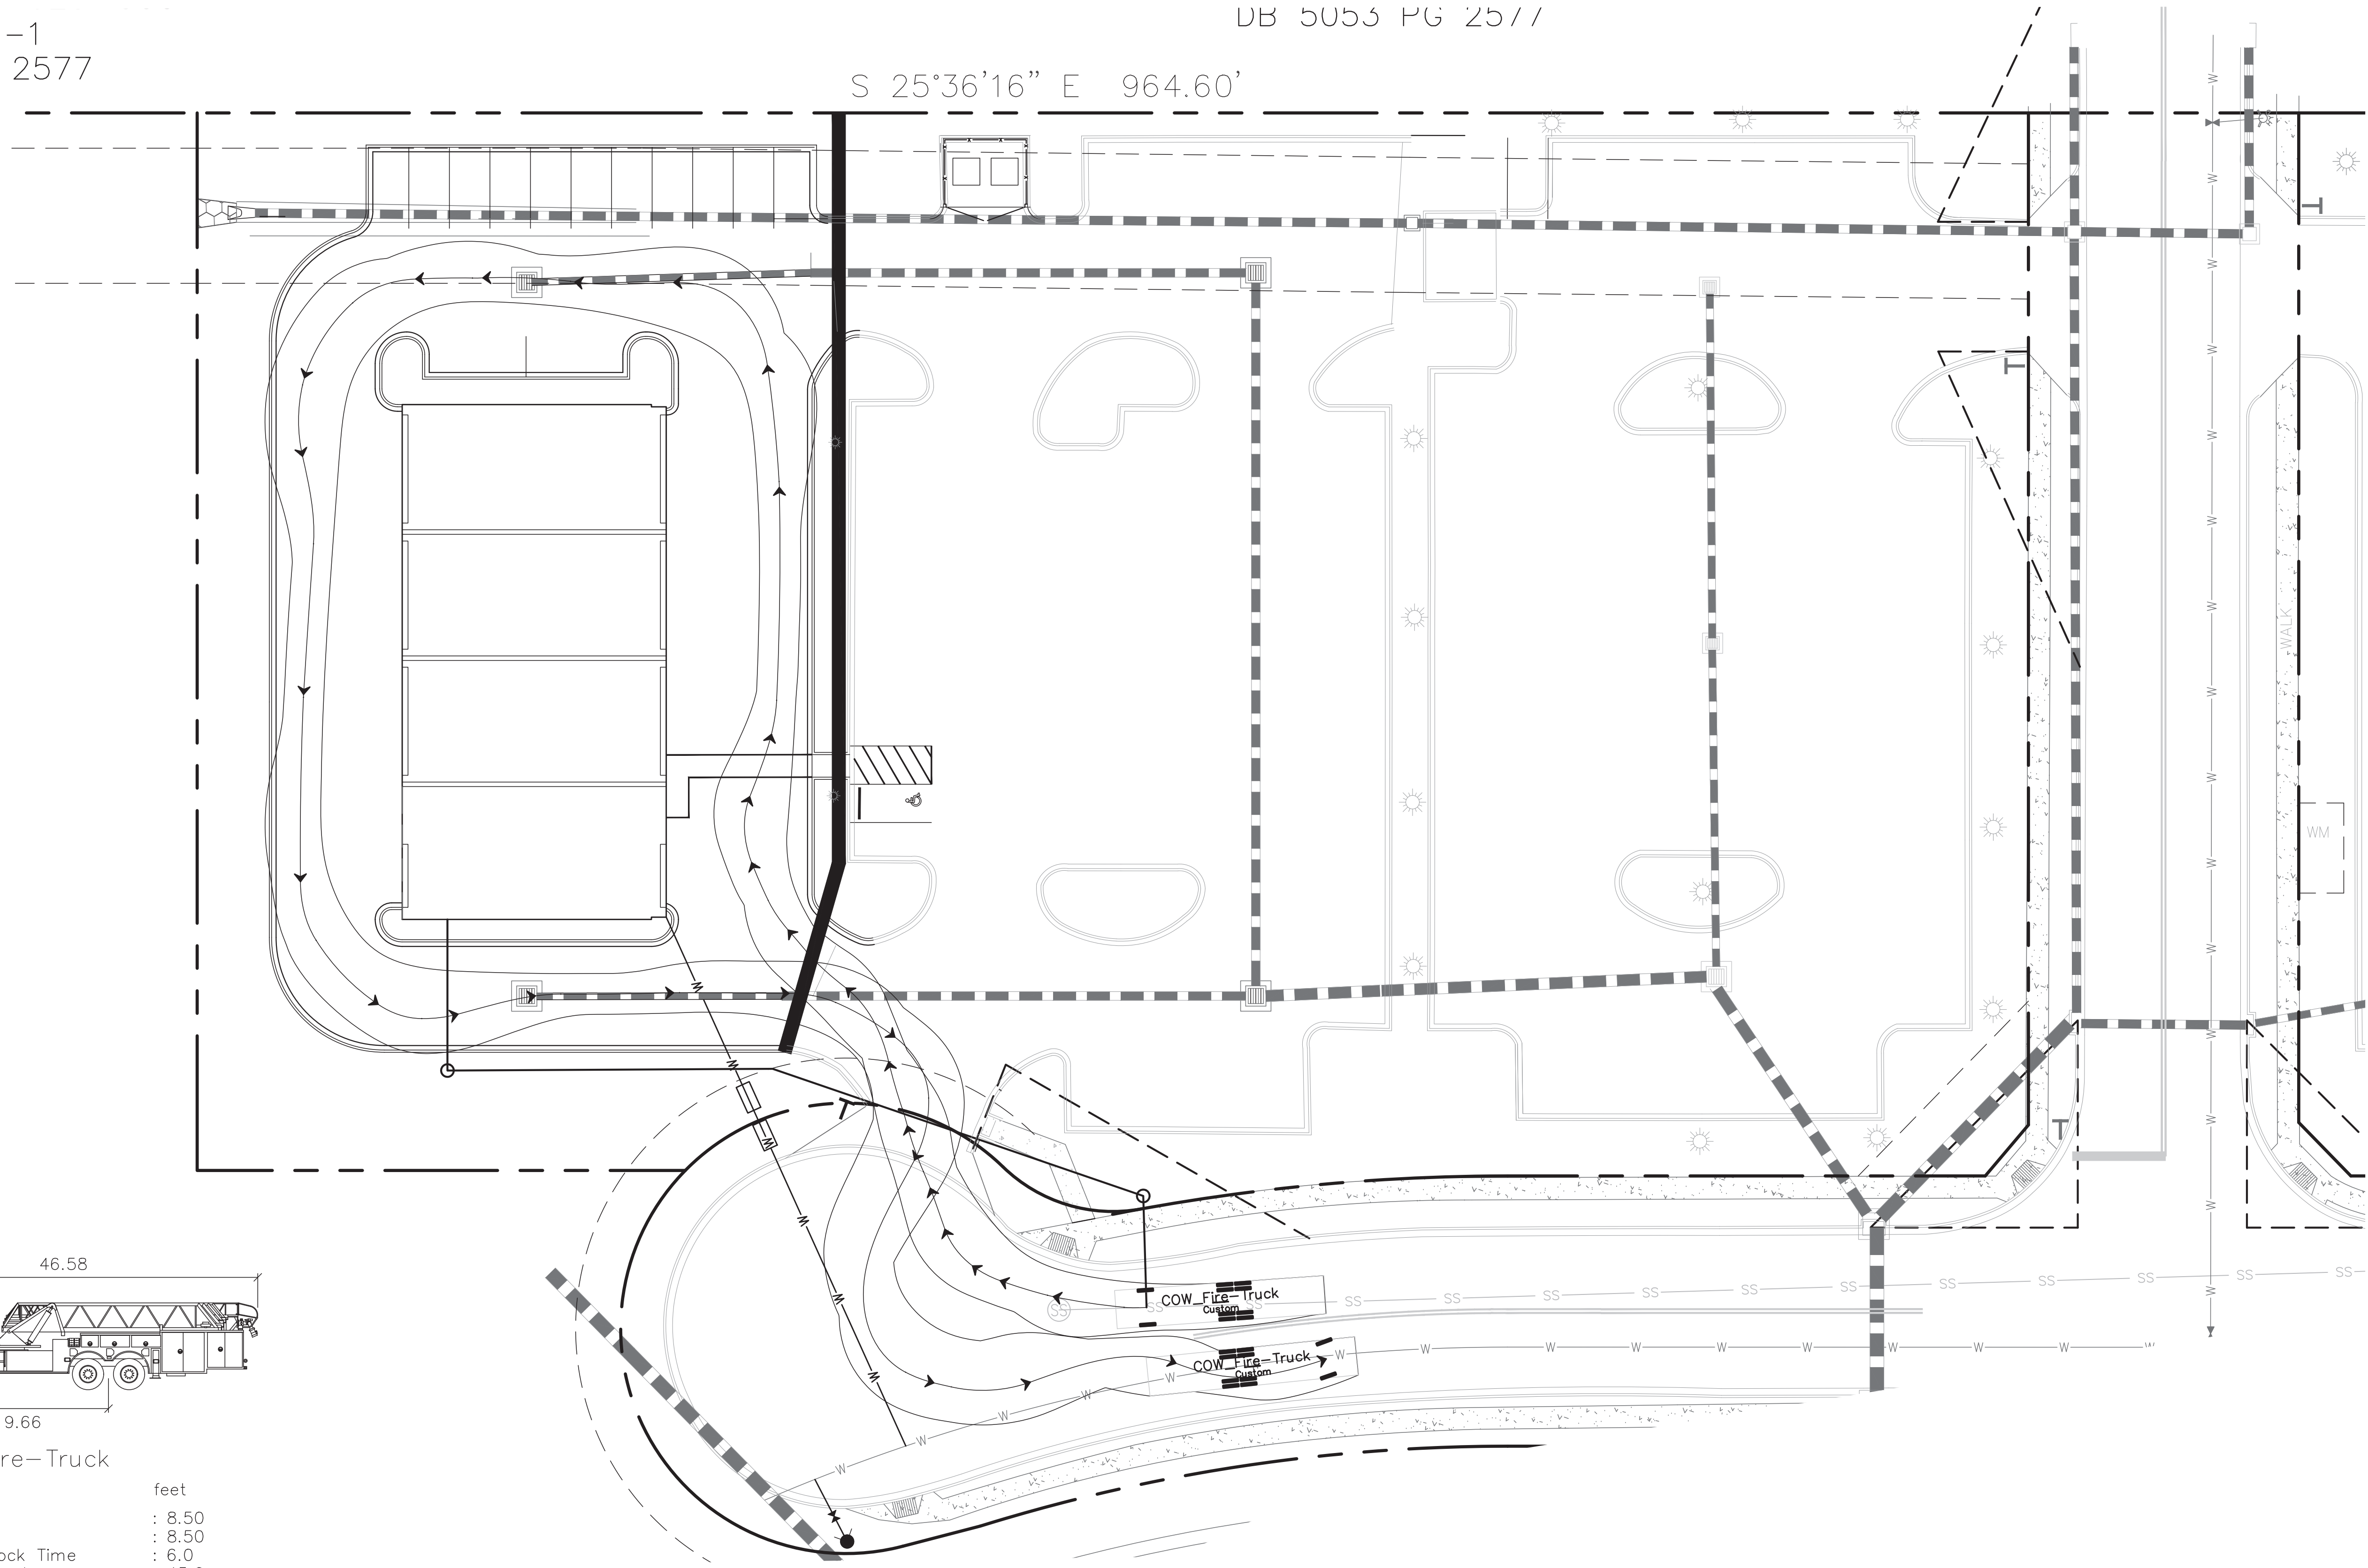 -1
2577
DB 5053 PG 2577
S 25°36'16" E 964.60'
WALK
WM
W
SS
COW_Fire-Truck
Custom
COW_Fire-Truck
Custom
46.58
9.66
re-Truck
feet
: 8.50
: 8.50
ock Time : 6.0